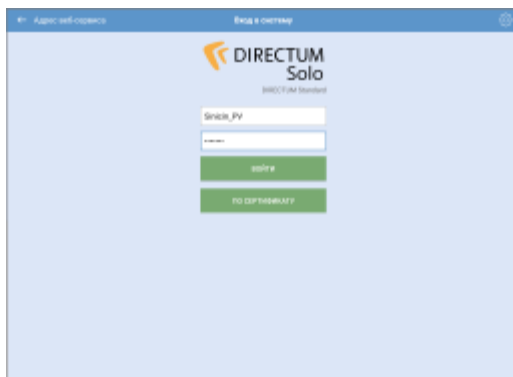 Адрес веб-сервиса
Вход в систему
DIRECTUM
Solo
DIRECTUM Standard
Sinicin_PV
ВОЙТИ
ПО СЕРТИФИКАТУ